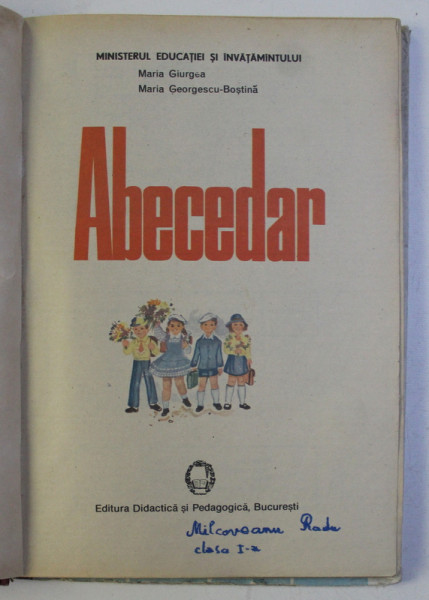 MINISTERUL EDUCAȚIEI ȘI ÎNVĂȚĂMÎNTULUI
Maria Giurgea
Maria Georgescu-Boștină
Abecedar
Editura Didactică și Pedagogică, București
Milcoveanu Radu
clasa I-a